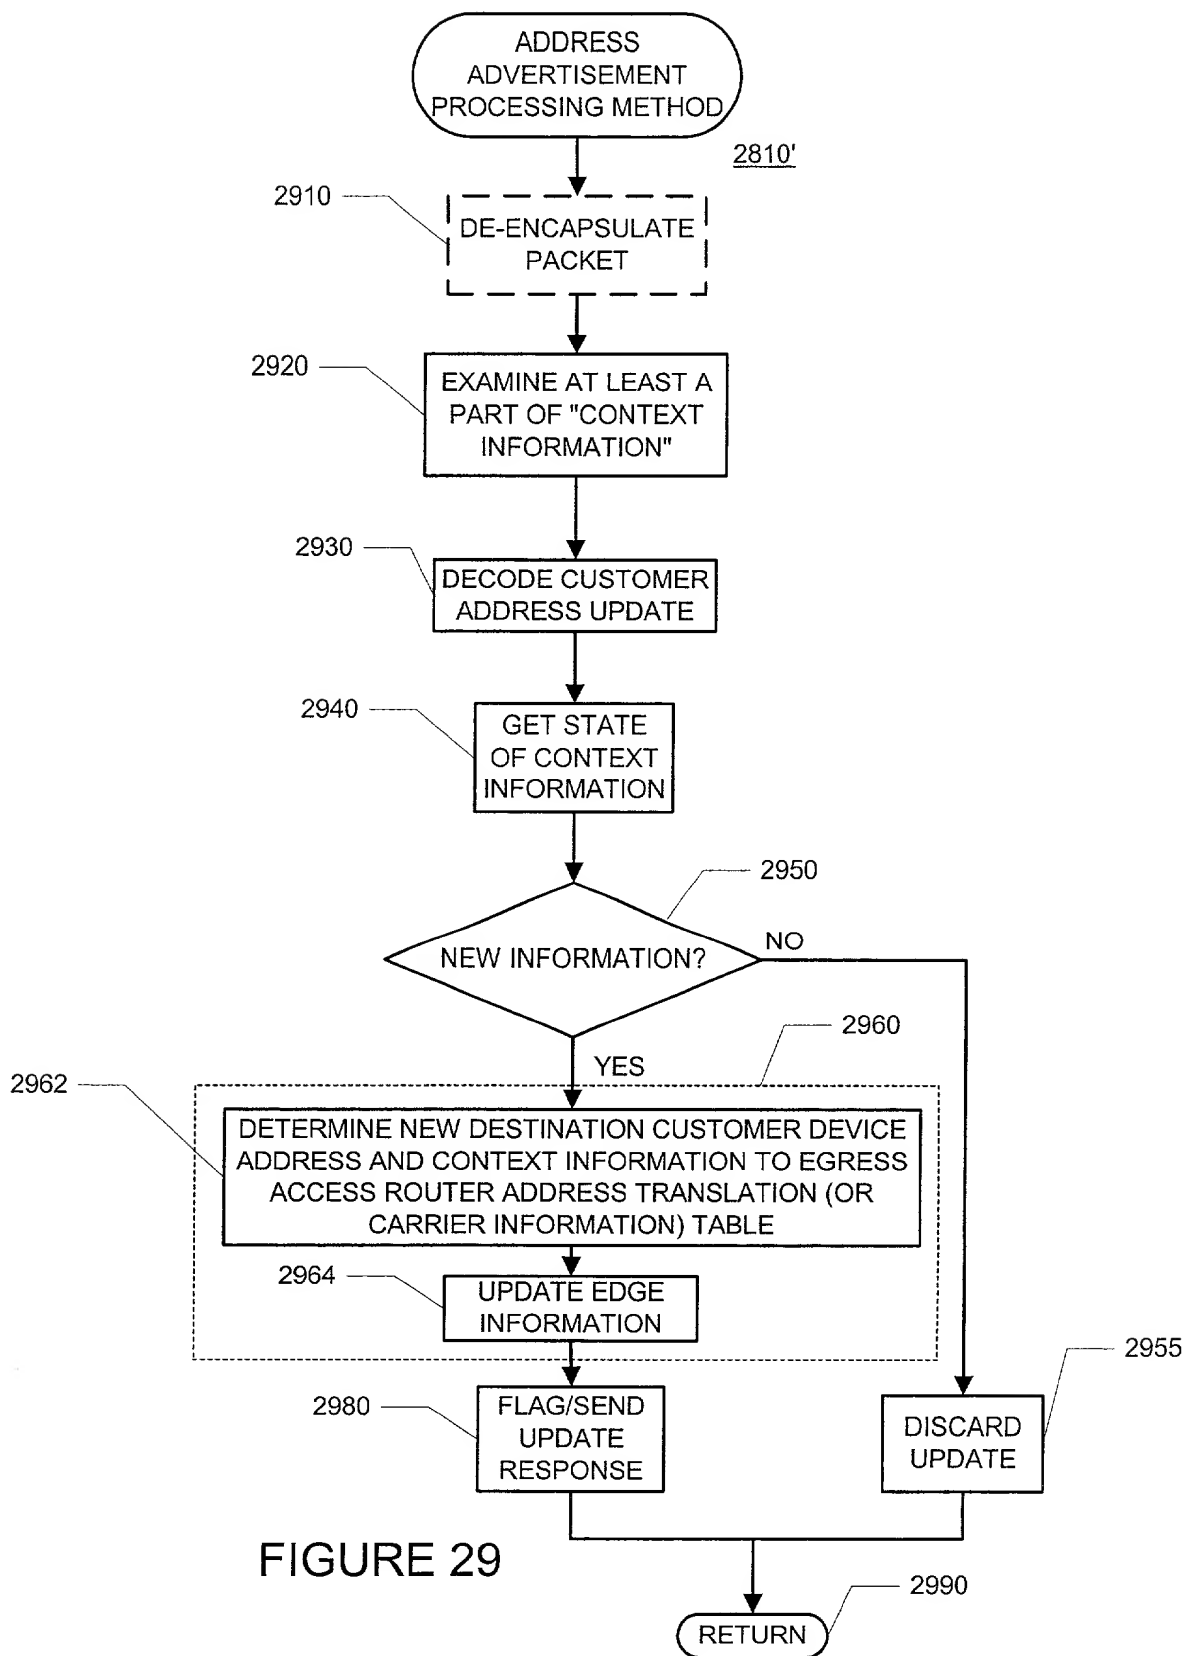 ADDRESS
ADVERTISEMENT
PROCESSING METHOD
2810'
2910
DE-ENCAPSULATE
PACKET
2920
EXAMINE AT LEAST A
PART OF "CONTEXT
INFORMATION"
2930
DECODE CUSTOMER
ADDRESS UPDATE
2940
GET STATE
OF CONTEXT
INFORMATION
2950
NEW INFORMATION?
NO
2960
YES
2962
DETERMINE NEW DESTINATION CUSTOMER DEVICE
ADDRESS AND CONTEXT INFORMATION TO EGRESS
ACCESS ROUTER ADDRESS TRANSLATION (OR
CARRIER INFORMATION) TABLE
2964
UPDATE EDGE
INFORMATION
2955
2980
FLAG/SEND
UPDATE
RESPONSE
DISCARD
UPDATE
FIGURE 29
2990
RETURN